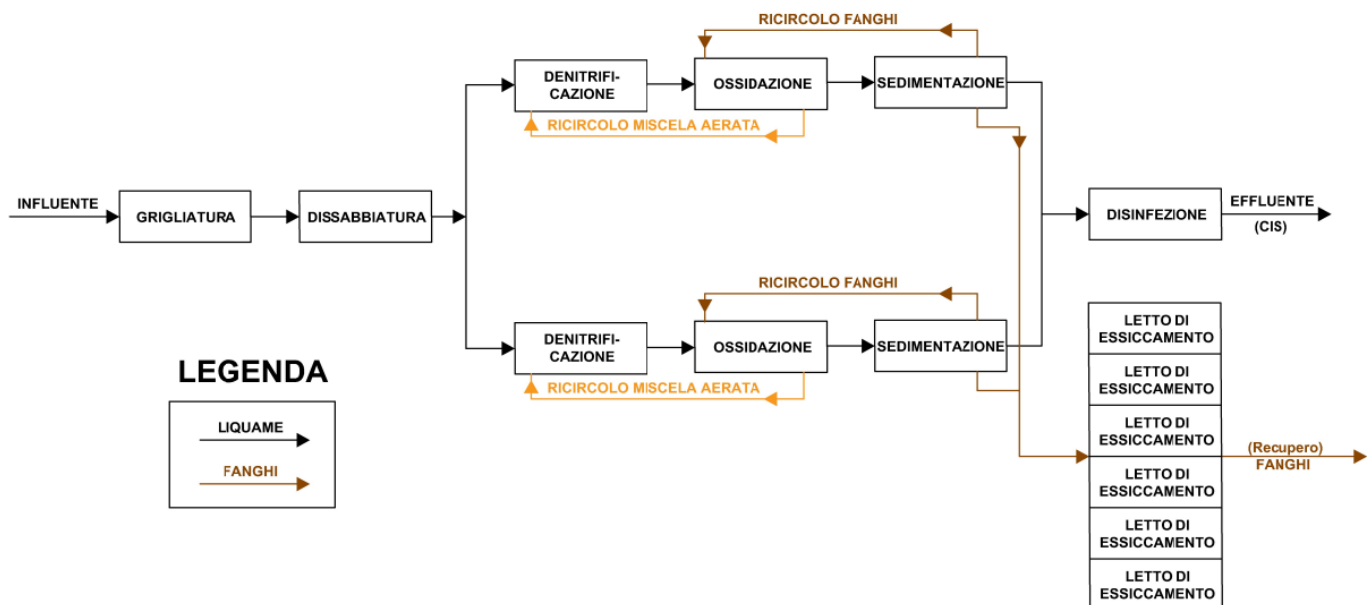 RICIRCOLO FANGHI
DENITRIFI-
CAZIONE
OSSIDAZIONE
SEDIMENTAZIONE
RICIRCOLO MISCELA AERATA
INFLUENTE
GRIGLIATURA
DISSABBIATURA
DISINFEZIONE
EFFLUENTE
(CIS)
RICIRCOLO FANGHI
DENITRIFI-
CAZIONE
OSSIDAZIONE
SEDIMENTAZIONE
RICIRCOLO MISCELA AERATA
LEGENDA
LIQUAME
FANGHI
LETTO DI
ESSICCAMENTO
LETTO DI
ESSICCAMENTO
LETTO DI
ESSICCAMENTO
LETTO DI
ESSICCAMENTO
LETTO DI
ESSICCAMENTO
LETTO DI
ESSICCAMENTO
(Recupero)
FANGHI